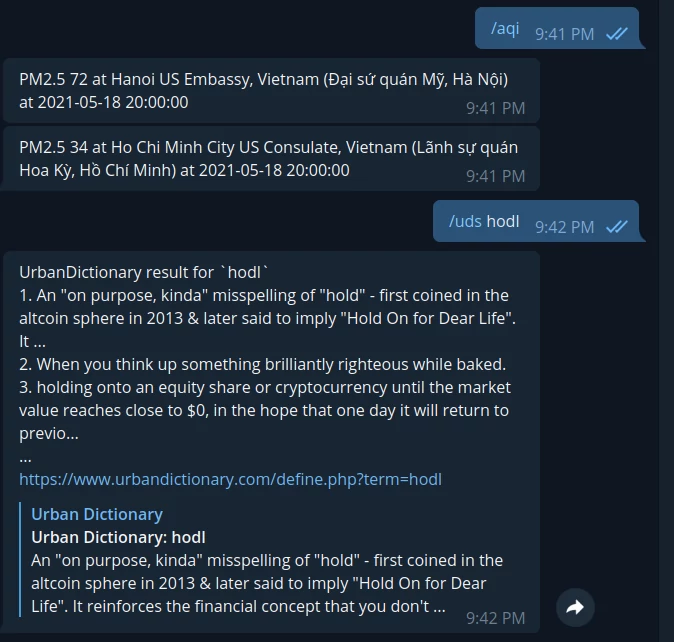 /aqi 9:41 PM
PM2.5 72 at Hanoi US Embassy, Vietnam (Đại sứ quán Mỹ, Hà Nội)
at 2021-05-18 20:00:00
9:41 PM
PM2.5 34 at Ho Chi Minh City US Consulate, Vietnam (Lãnh sự quán
Hoa Kỳ, Hồ Chí Minh) at 2021-05-18 20:00:00
9:41 PM
/uds hodl 9:42 PM
UrbanDictionary result for `hodl`
1. An "on purpose, kinda" misspelling of "hold" - first coined in the
altcoin sphere in 2013 & later said to imply "Hold On for Dear Life".
It ...
2. When you think up something brilliantly righteous while baked.
3. holding onto an equity share or cryptocurrency until the market
value reaches close to $0, in the hope that one day it will return to
previo...
...
https://www.urbandictionary.com/define.php?term=hodl
Urban Dictionary
Urban Dictionary: hodl
An "on purpose, kinda" misspelling of "hold" - first coined in the
altcoin sphere in 2013 & later said to imply "Hold On for Dear
Life". It reinforces the financial concept that you don't ...
9:42 PM